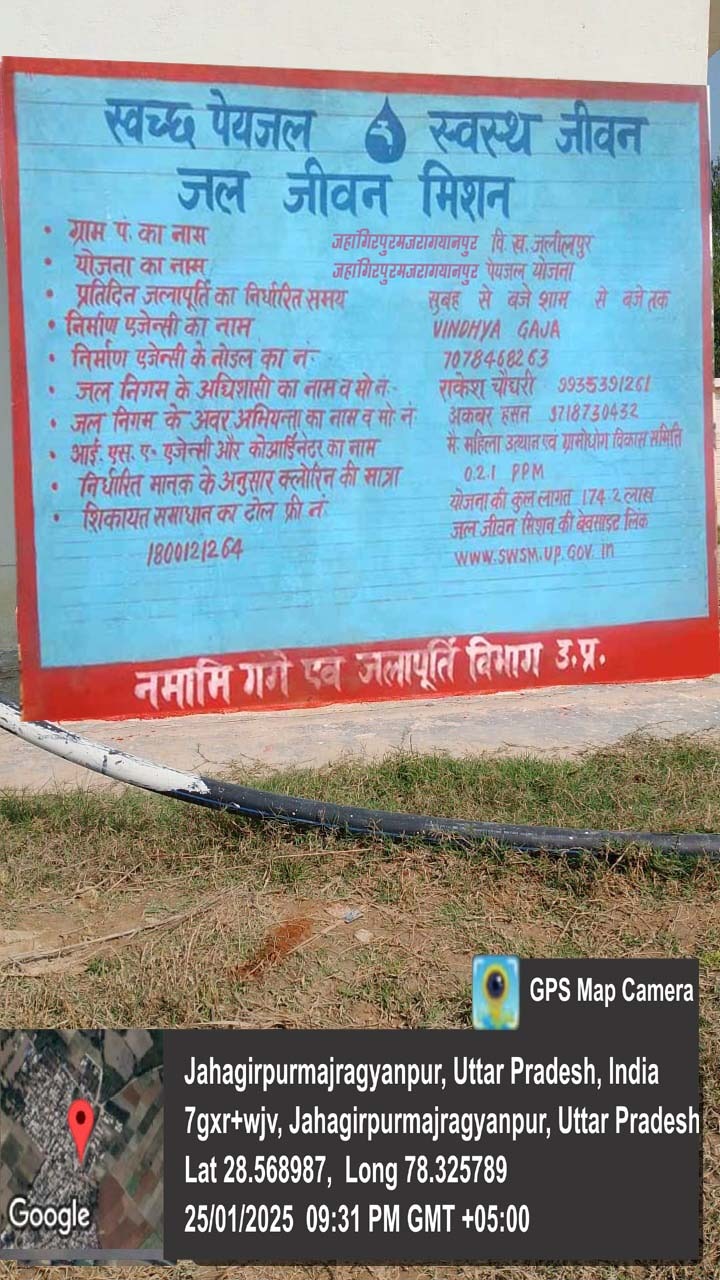 स्वच्छ पेयजल स्वस्थ जीवन
जल जीवन मिशन
• ग्राम पं. का नाम जहांगिरपुरमजरागयानपुर वि. ख. जलीलपुर
• योजना का नाम जहांगिरपुरमजरागयानपुर पेयजल योजना
• प्रतिदिन जलापूर्ति का निर्धारित समय सुबह से बजे शाम से बजे तक
• निर्माण एजेन्सी का नाम VINDHYA GAJA
• निर्माण एजेन्सी के नोडल का नं- 7078468263
• जल निगम के अधिशासी का नाम व मो नं- राकेश चौधरी 9935391261
• जल निगम के अवर अभियन्ता का नाम व मो. नं अकबर हसन 9718730432
• आई. एस. ए- एजेन्सी और कोआर्डिनेटर का नाम मे. महिला उत्थान एवं ग्रामोधोग विकास समिति
• निर्धारित मानक के अनुसार क्लोरिन की मात्रा 0.2.1 PPM
• शिकायत समाधान का टोल फ्री नं योजना की कुल लागत 174.2 लाख
जल जीवन मिशन की बेवसाइट लिंक
1800121264 www.swsm.up.gov.in
नमामि गंगे एवं जलापूर्ति विभाग उ.प्र.
GPS Map Camera
Jahagirpurmajragyanpur, Uttar Pradesh, India
7gxr+wjv, Jahagirpurmajragyanpur, Uttar Pradesh
Lat 28.568987, Long 78.325789
25/01/2025 09:31 PM GMT +05:00
Google